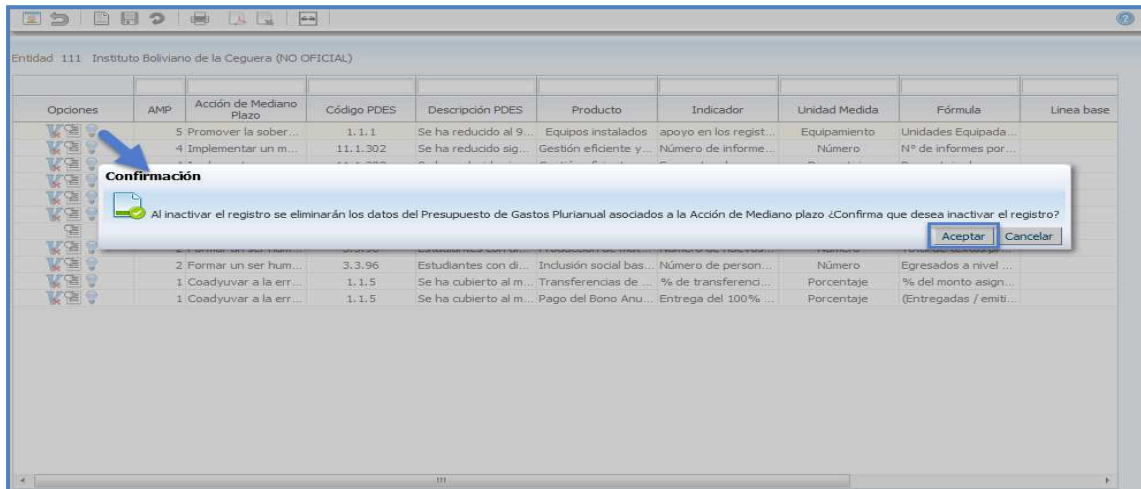 Entidad 111 Instituto Boliviano de la Ceguera (NO OFICIAL)
Opciones AMP Acción de Mediano Plazo Código PDES Descripción PDES Producto Indicador Unidad Medida Fórmula Linea base
5 Promover la sober... 1.1.1 Se ha reducido al 9... Equipos instalados apoyo en los regist... Equipamiento Unidades Equipada...
4 Implementar un m... 11.1.302 Se ha reducido sig... Gestión eficiente y... Número de informe... Número N° de informes por...
Confirmación
Al inactivar el registro se eliminarán los datos del Presupuesto de Gastos Plurianual asociados a la Acción de Mediano plazo ¿Confirma que desea inactivar el registro?
Aceptar Cancelar
2 Formar un ser hum... 3.3.96 Estudiantes con di... Inclusión social bas... Número de person... Número Egresados a nivel ...
1 Coadyuvar a la err... 1.1.5 Se ha cubierto al m... Transferencias de ... % de transferenci... Porcentaje % del monto asign...
1 Coadyuvar a la err... 1.1.5 Se ha cubierto al m... Pago del Bono Anu... Entrega del 100% ... Porcentaje (Entregadas / emiti...